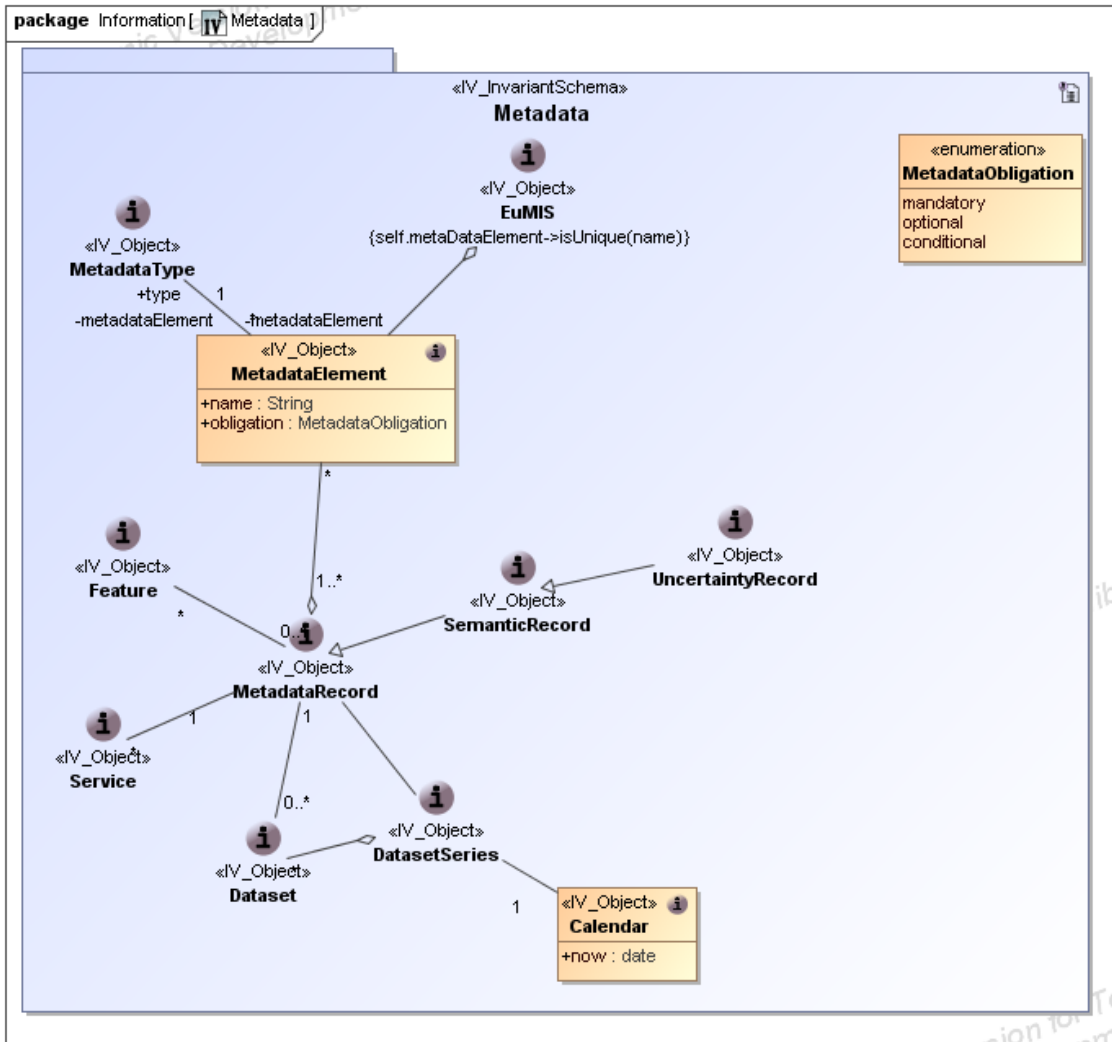 package Information [ IV Metadata ]
«IV_InvariantSchema»
Metadata
«enumeration»
MetadataObligation
mandatory
optional
conditional
«IV_Object»
EuMIS
{self.metaDataElement->isUnique(name)}
«IV_Object»
MetadataType
+type 1
-metadataElement
-metadataElement
«IV_Object»
MetadataElement
+name : String
+obligation : MetadataObligation
*
«IV_Object»
Feature
*
«IV_Object»
UncertaintyRecord
«IV_Object»
SemanticRecord
1..*
«IV_Object»
MetadataRecord
1
1
«IV_Object»
Service
0..*
«IV_Object»
DatasetSeries
«IV_Object»
Dataset
1
«IV_Object»
Calendar
+now : date